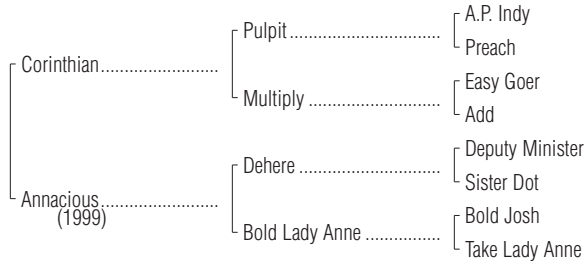 A.P. Indy
Pulpit
Preach
Corinthian
Easy Goer
Multiply
Add
Deputy Minister
Dehere
Sister Dot
Annacious
(1999)
Bold Josh
Bold Lady Anne
Take Lady Anne